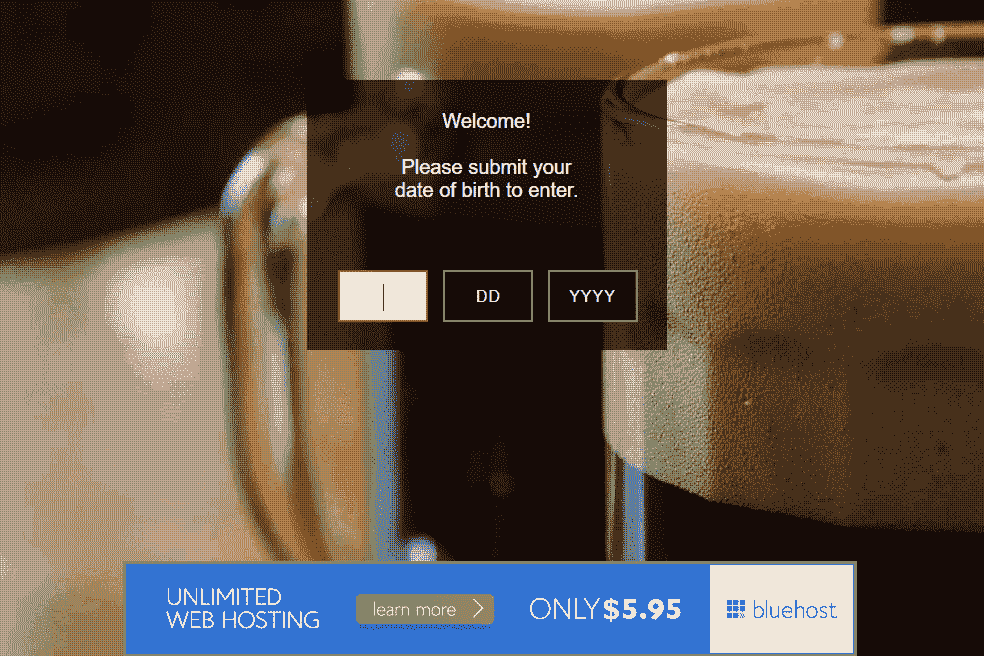 Welcome!
Please submit your
date of birth to enter.
DD
YYYY
UNLIMITED
WEB HOSTING
learn more
ONLY $5.95
bluehost